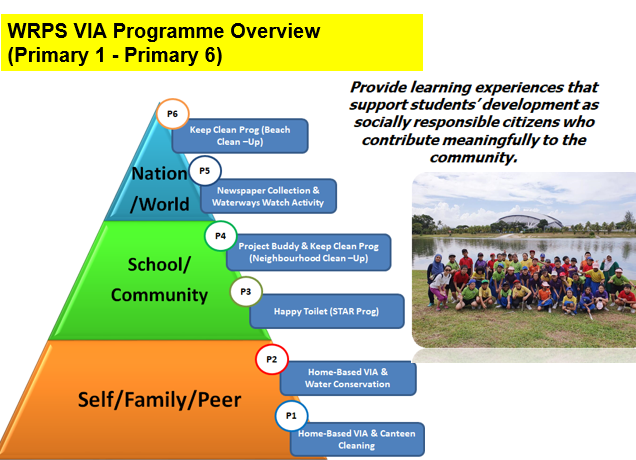 WRPS VIA Programme Overview
(Primary 1 - Primary 6)
Provide learning experiences that
support students’ development as
socially responsible citizens who
contribute meaningfully to the
community.
P6
Keep Clean Prog (Beach
Clean –Up)
Nation
/World
P5
Newspaper Collection &
Waterways Watch Activity
P4
Project Buddy & Keep Clean Prog
(Neighbourhood Clean –Up)
School/
Community
P3
Happy Toilet (STAR Prog)
P2
Home-Based VIA &
Water Conservation
Self/Family/Peer
P1
Home-Based VIA & Canteen
Cleaning